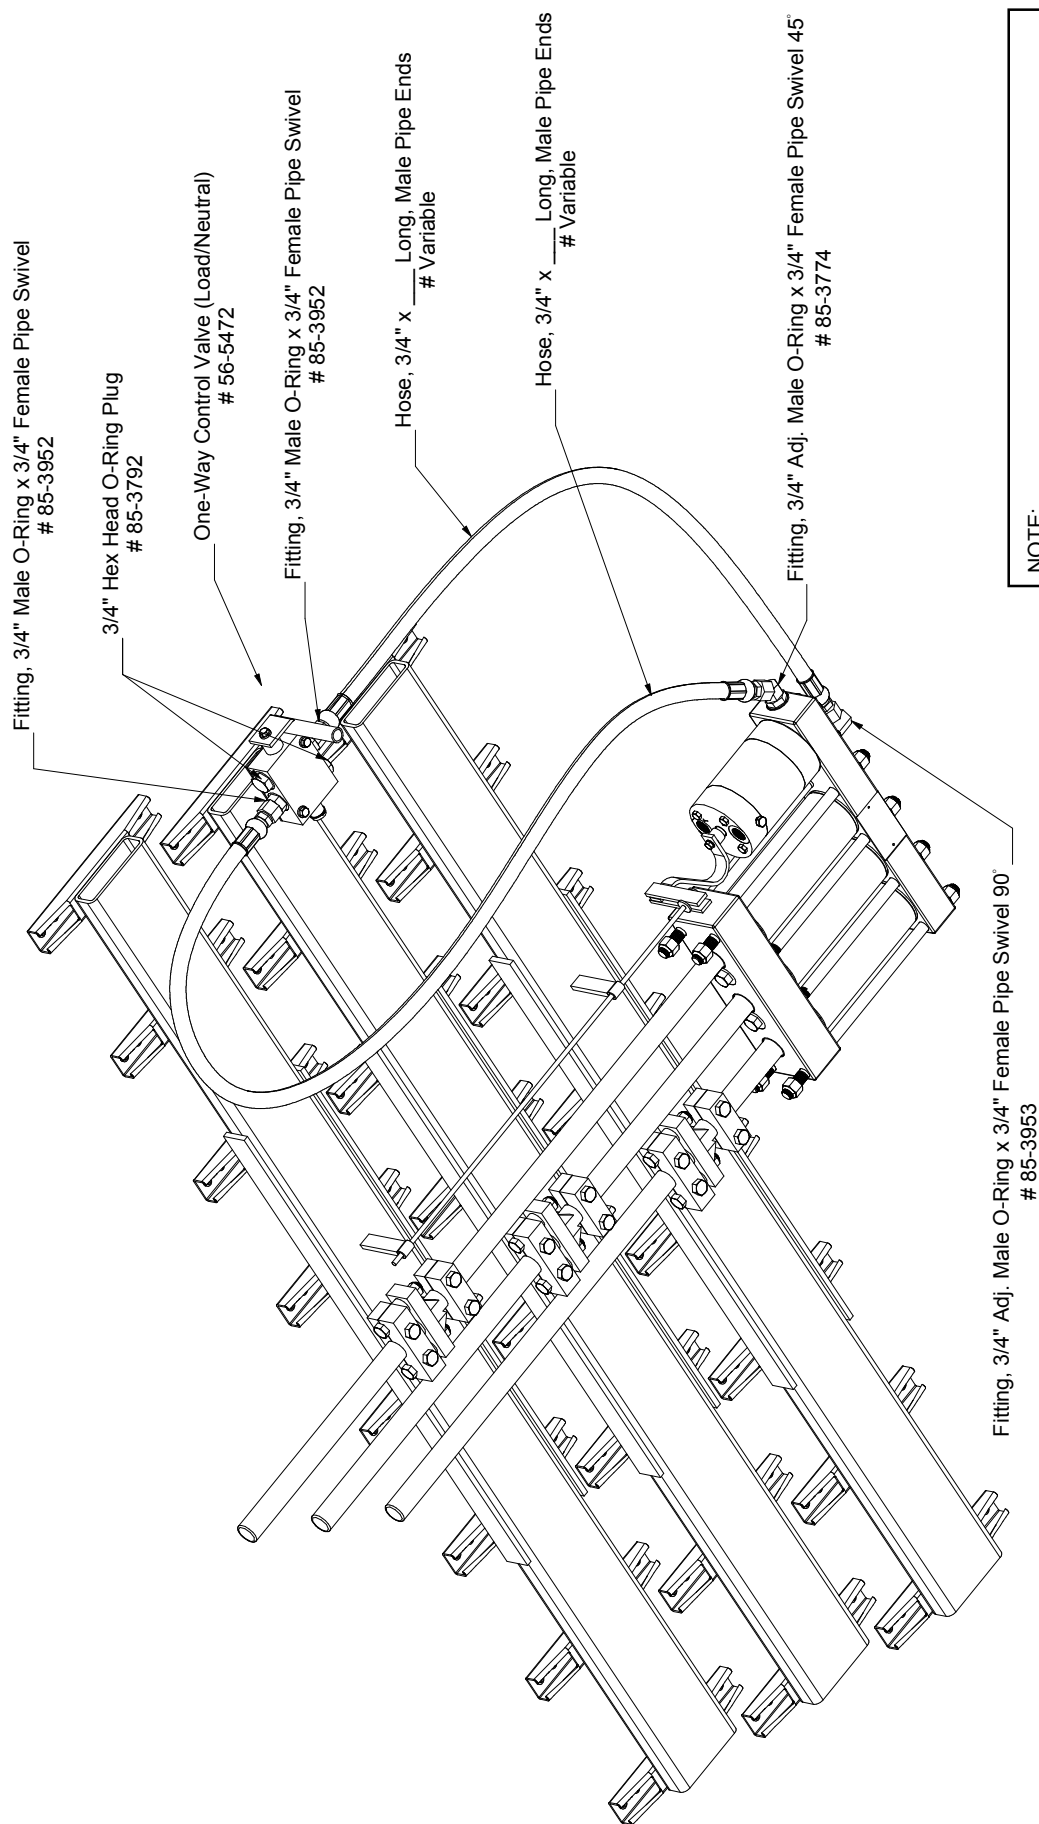 Fitting, 3/4" Male O-Ring x 3/4" Female Pipe Swivel
# 85-3952
3/4" Hex Head O-Ring Plug
# 85-3792
One-Way Control Valve (Load/Neutral)
# 56-5472
Fitting, 3/4" Male O-Ring x 3/4" Female Pipe Swivel
# 85-3952
Hose, 3/4" x ____ Long, Male Pipe Ends
# Variable
Hose, 3/4" x ____ Long, Male Pipe Ends
# Variable
Fitting, 3/4" Adj. Male O-Ring x 3/4" Female Pipe Swivel 45°
# 85-3774
Fitting, 3/4" Adj. Male O-Ring x 3/4" Female Pipe Swivel 90°
# 85-3953
NOTE: